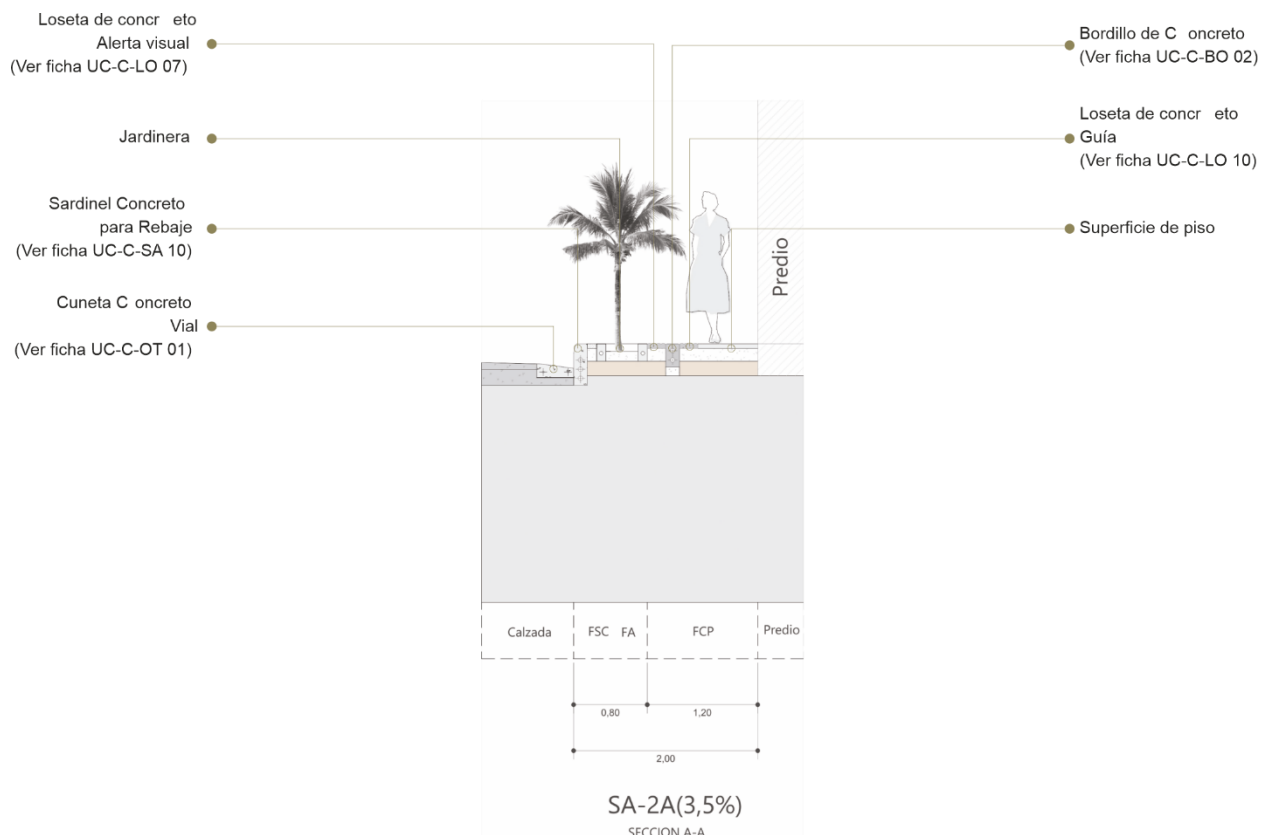 Loseta de concr eto
Alerta visual
(Ver ficha UC-C-LO 07)
Jardinera
Sardinel Concreto
para Rebaje
(Ver ficha UC-C-SA 10)
Cuneta C oncreto
Vial
(Ver ficha UC-C-OT 01)
Bordillo de C oncreto
(Ver ficha UC-C-BO 02)
Loseta de concr eto
Guía
(Ver ficha UC-C-LO 10)
Superficie de piso
Predio
Calzada FSC FA FCP Predio
0,80 1,20
2,00
SA-2A(3,5%)
SECCION A-A